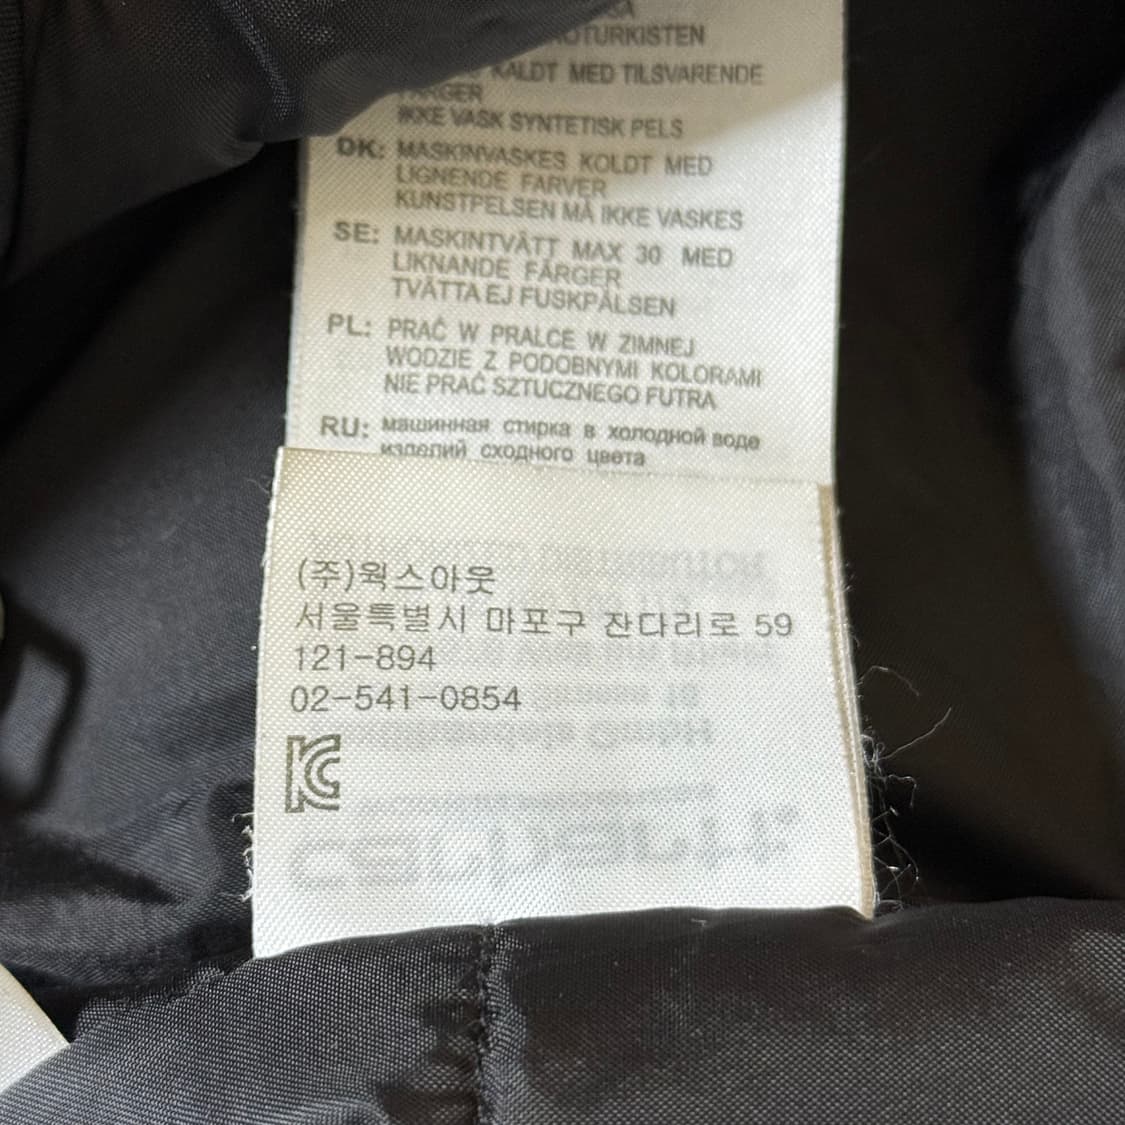 KALDT MED TILSVARENDE
IKKE VASK SYNTETISK PELS
DK: MASKINVASKES KOLDT MED
LIGNENDE FARVER
KUNSTPELSEN MÅ IKKE VASKES
SE: MASKINTVÄTT MAX 30 MED
LIKNANDE FÄRGER
TVÄTTA EJ FUSKPÄLSEN
PL: PRAĆ W PRALCE W ZIMNEJ
WODZIE Z PODOBNYMI KOLORAMI
NIE PRAĆ SZTUCZNEGO FUTRA
RU: машинная стирка в холодной воде
изделий сходного цвета
(주)웍스아웃
서울특별시 마포구 잔다리로 59
121-894
02-541-0854
KC